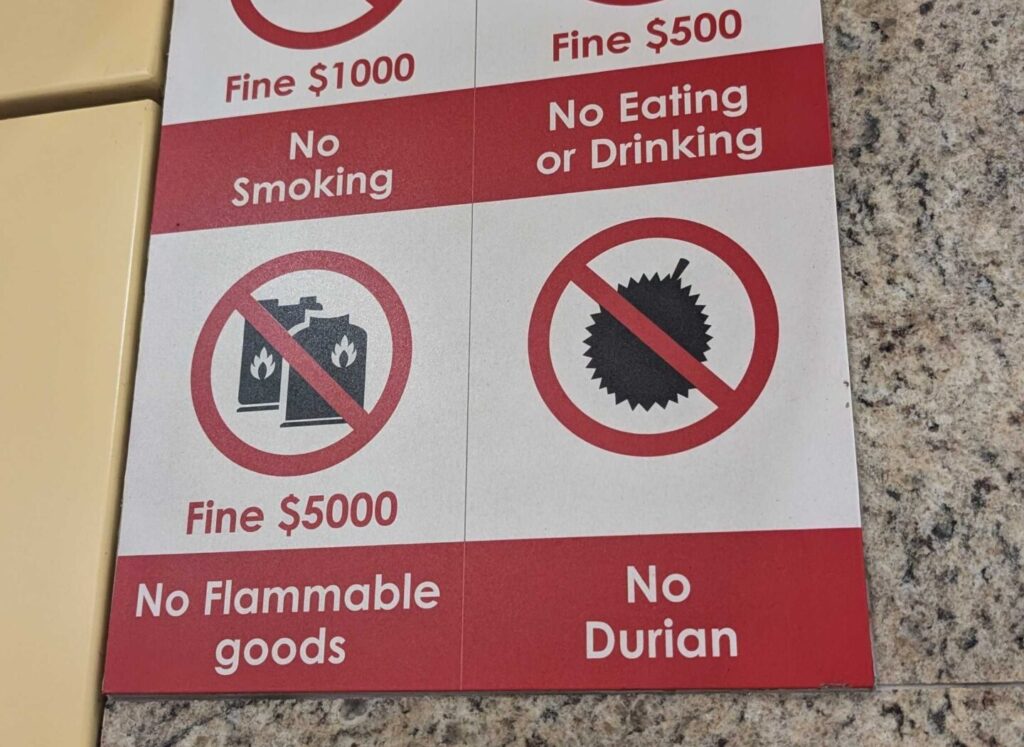 Fine $1000
Fine $500
No
Smoking
No Eating
or Drinking
Fine $5000
No Flammable
goods
No
Durian